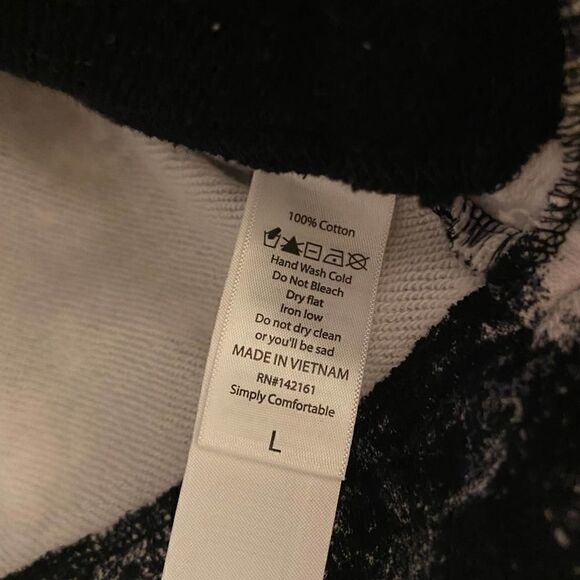 100% Cotton
Hand Wash Cold
Do Not Bleach
Dry flat
Iron low
Do not dry clean
or you'll be sad
MADE IN VIETNAM
RN#142161
Simply Comfortable
L